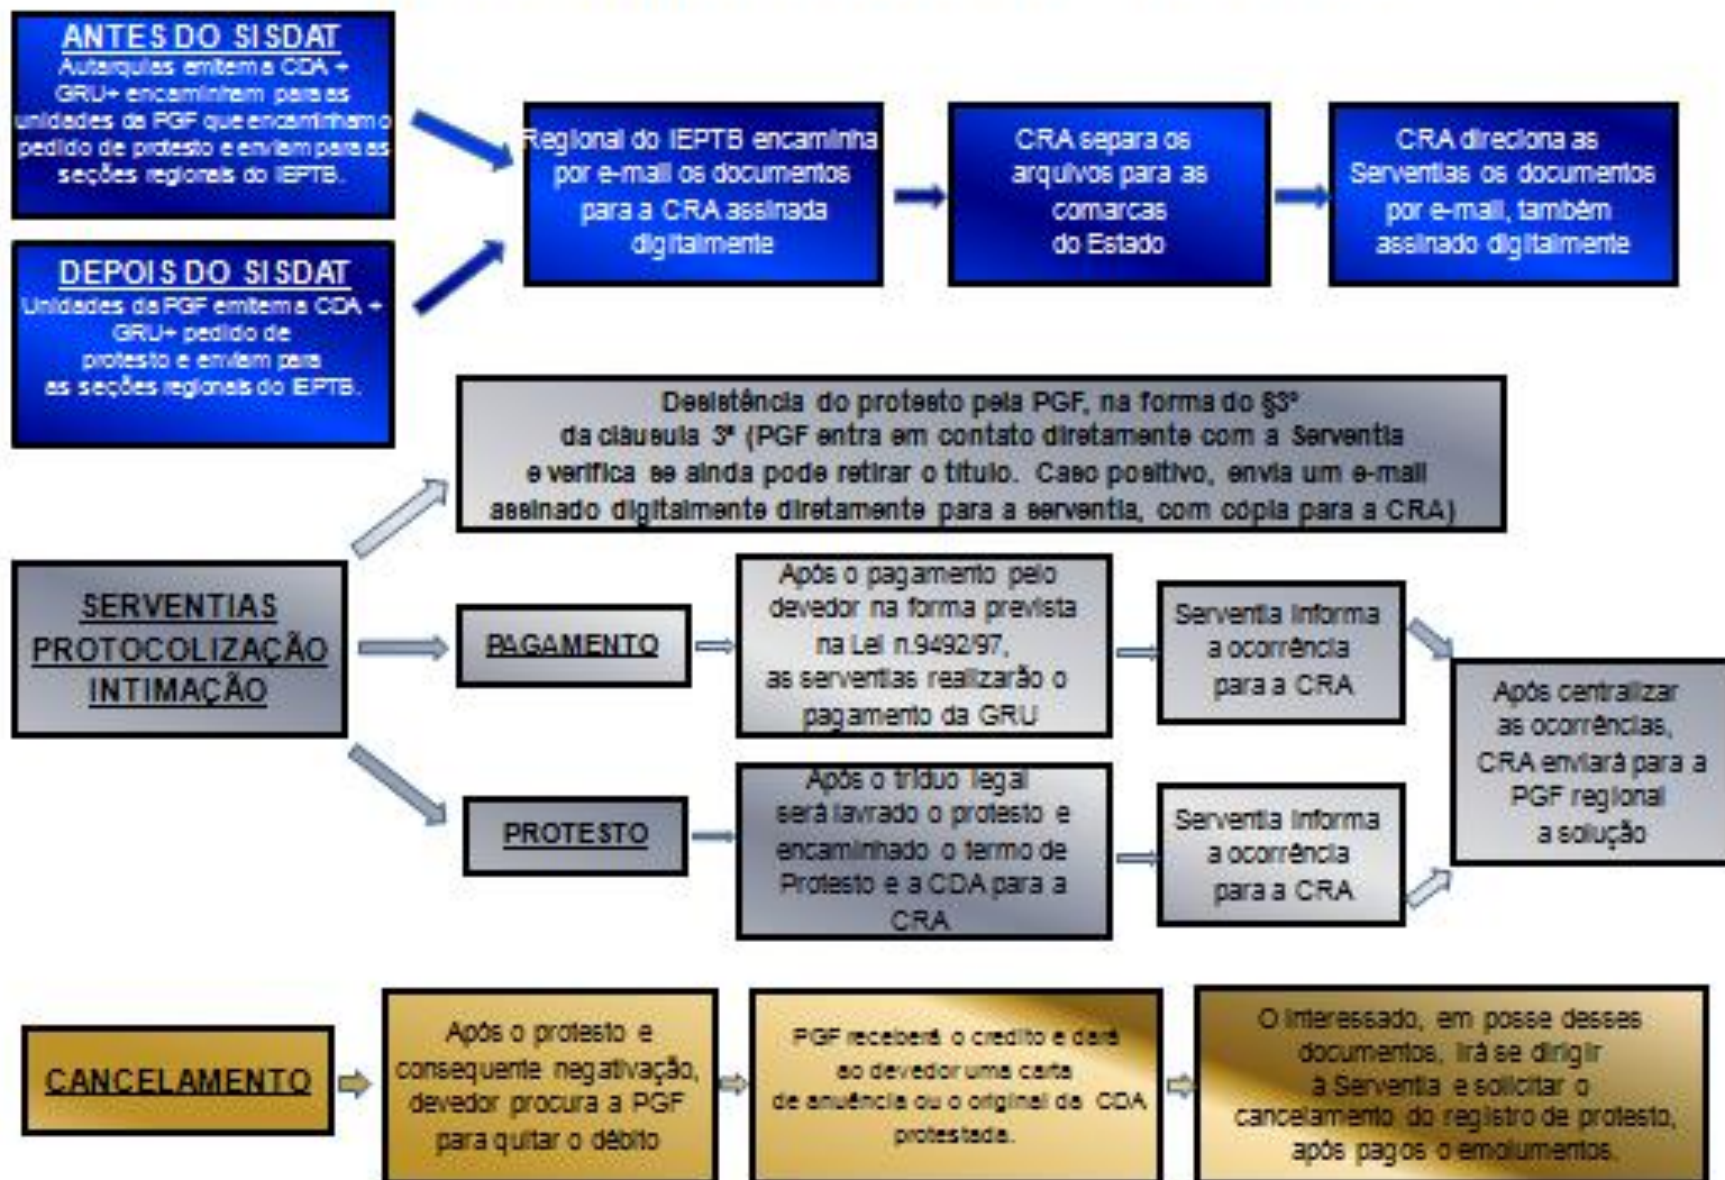 ANTES DO SISDAT
Autarquias emitem a CDA +
GRU+ encaminham para as
unidades da PGF que encaminham o
pedido de protesto e enviam para as
seções regionais do IEPTB.
DEPOIS DO SISDAT
Unidades da PGF emitem a CDA +
GRU+ pedido de
protesto e enviam para
as seções regionais do IEPTB.
Regional do IEPTB encaminha
por e-mail os documentos
para a CRA assinada
digitalmente
CRA separa os
arquivos para as
comarcas
do Estado
CRA direciona as
Serventias os documentos
por e-mail, também
assinado digitalmente
Desistência do protesto pela PGF, na forma do §3º
da cláusula 3ª (PGF entra em contato diretamente com a Serventia
e verifica se ainda pode retirar o título. Caso positivo, envia um e-mail
assinado digitalmente diretamente para a serventia, com cópia para a CRA)
SERVENTIAS
PROTOCOLIZAÇÃO
INTIMAÇÃO
PAGAMENTO
Após o pagamento pelo
devedor na forma prevista
na Lei n.9492/97,
as serventias realizarão o
pagamento da GRU
Serventia informa
a ocorrência
para a CRA
PROTESTO
Após o tríduo legal
será lavrado o protesto e
encaminhado o termo de
Protesto e a CDA para a
CRA
Serventia informa
a ocorrência
para a CRA
Após centralizar
as ocorrências,
CRA enviará para a
PGF regional
a solução
CANCELAMENTO
Após o protesto e
consequente negativação,
devedor procura a PGF
para quitar o débito
PGF receberá o credito e dará
ao devedor uma carta
de anuência ou o original da CDA
protestada.
O interessado, em posse desses
documentos, irá se dirigir
à Serventia e solicitar o
cancelamento do registro de protesto,
após pagos o emolumentos.